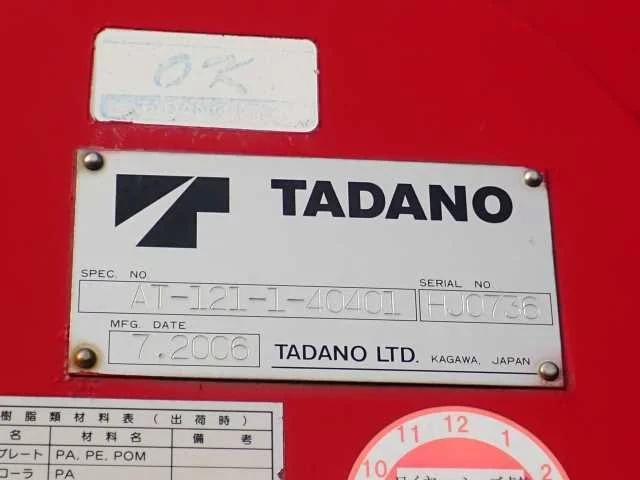 OK
TADANO
SPEC. NO
AT-121-1-40401
SERIAL NO
HJ0736
MFG. DATE
7.2006
TADANO LTD. KAGAWA, JAPAN
樹脂類材料表(出荷時)
名 材料名 備考
プレート PA, PE, POM
ローラ PA
11 12 1
10 2